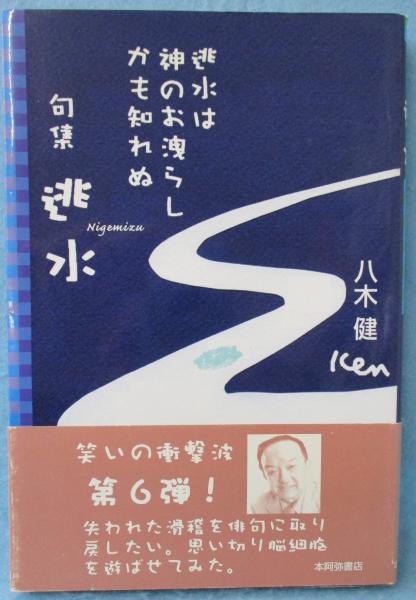 逃水は
神のお洩らし
かも知れぬ
句集
逃水
Nigemizu
八木健
Ken
笑いの衝撃波
第6弾!
失われた滑稽を俳句に取り
戻したい。思い切り脳細胞
を遊ばせてみた。
本阿弥書店